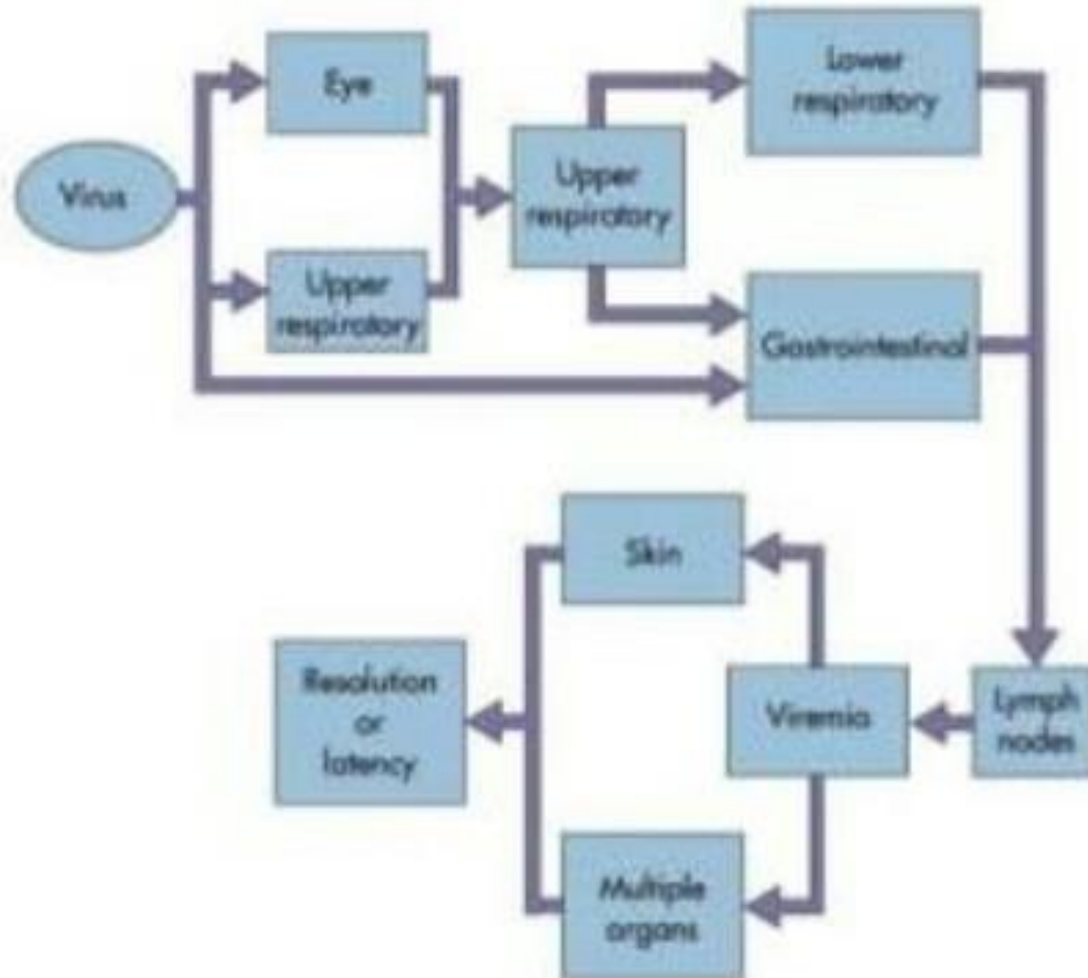 Virus
Eye
Upper
respiratory
Upper
respiratory
Lower
respiratory
Gastrointestinal
Lymph
nodes
Viremia
Skin
Multiple
organs
Resolution
or
latency